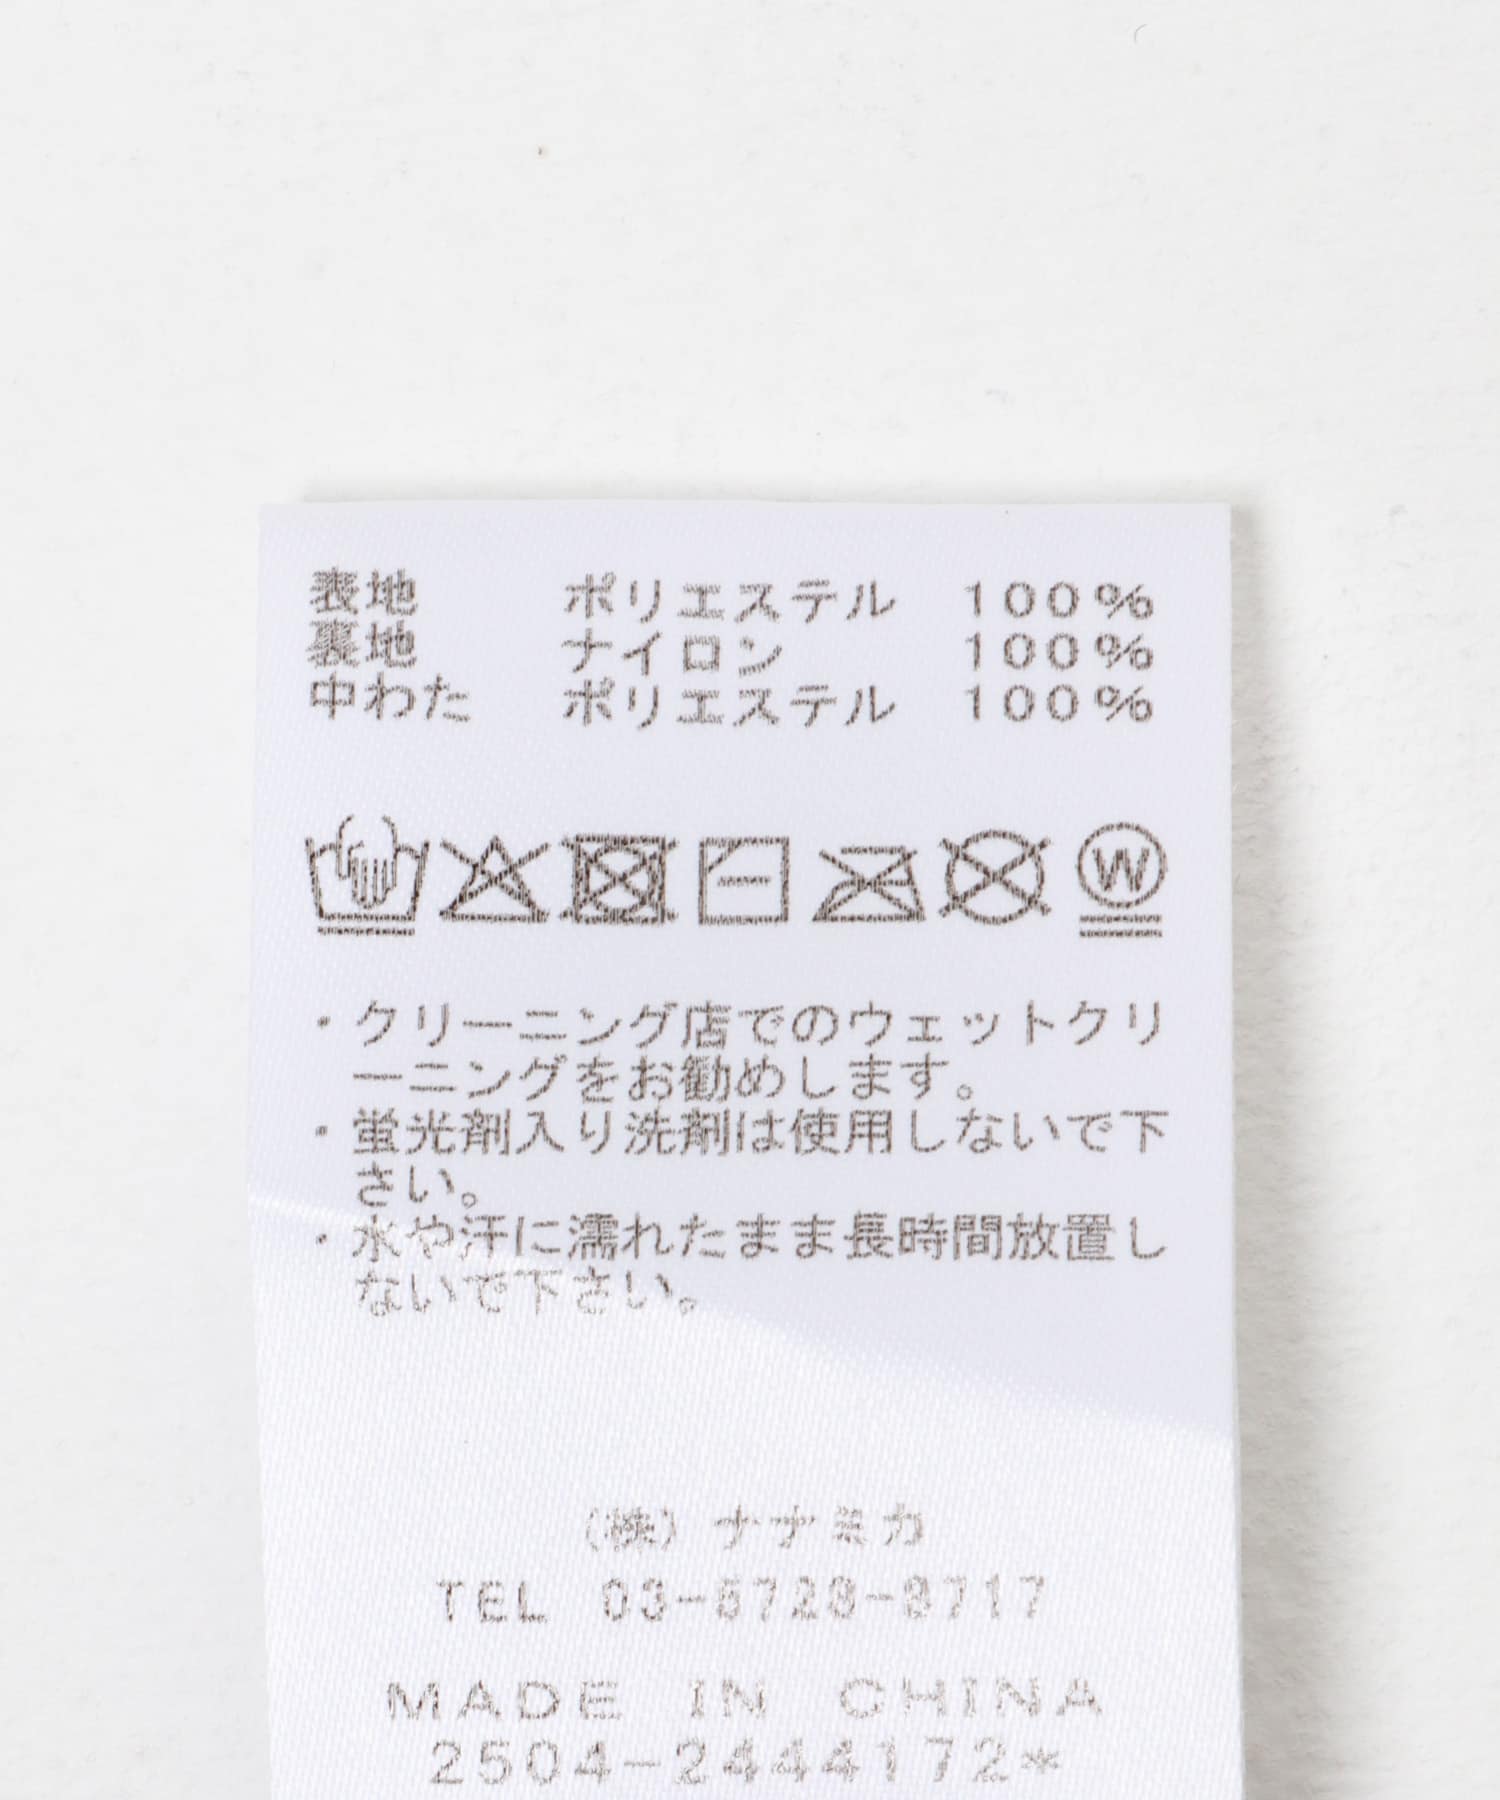 表地 ポリエステル 100%
裏地 ナイロン 100%
中わた ポリエステル 100%
W
・クリーニング店でのウェットクリ
ーニングをお勧めします。
・蛍光剤入り洗剤は使用しないで下
さい。
・水や汗に濡れたまま長時間放置し
ないで下さい。
(株) ナナミカ
TEL
MADE IN CHINA
2504-2444172*